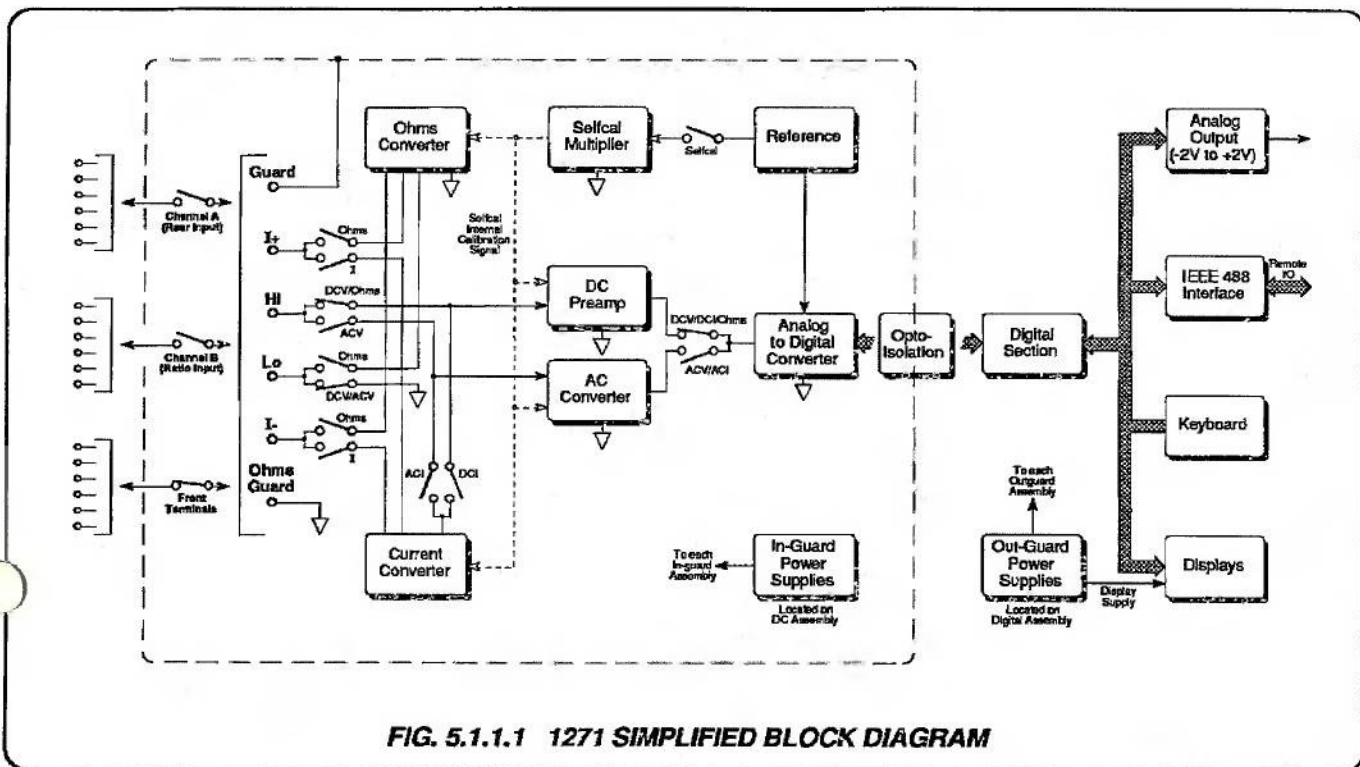 Guard
I+
Hi
Lo
I-
Ohms
Guard
Channel A
(Rear Input)
Channel B
(Ratio Input)
Front
Terminals
Ohms
I
DCV/Ohms
ACV
Ohms
DCV/ACV
Ohms
I
ACI
DCI
Ohms
Converter
Selfcal
Multiplier
Selfcal
Reference
Selfcal
Internal
Calibration
Signal
DC
Preamp
AC
Converter
DCV/DCI/Ohms
ACV/ACI
Analog
to Digital
Converter
Opto-
Isolation
Digital
Section
Current
Converter
To each
In-guard
Assembly
In-Guard
Power
Supplies
Located on
DC Assembly
To each
Outguard
Assembly
Out-Guard
Power
Supplies
Located on
Digital Assembly
Display
Supply
Analog
Output
(-2V to +2V)
IEEE 488
Interface
Remote
I/O
Keyboard
Displays
FIG. 5.1.1.1 1271 SIMPLIFIED BLOCK DIAGRAM